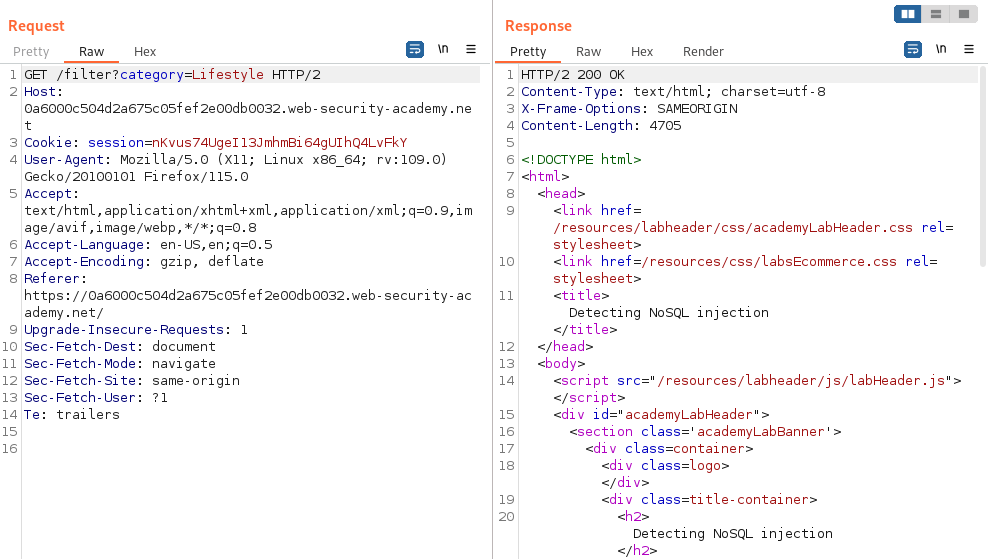 Request
Pretty Raw Hex
\n
1 GET /filter?category=Lifestyle HTTP/2
2 Host:
0a6000c504d2a675c05fef2e00db0032.web-security-academy.ne
t
3 Cookie: session=nKvus74UgeI13JmhmBi64gUIhQ4LvFkY
4 User-Agent: Mozilla/5.0 (X11; Linux x86_64; rv:109.0)
Gecko/20100101 Firefox/115.0
5 Accept:
text/html,application/xhtml+xml,application/xml;q=0.9,im
age/avif,image/webp,*/*;q=0.8
6 Accept-Language: en-US,en;q=0.5
7 Accept-Encoding: gzip, deflate
8 Referer:
https://0a6000c504d2a675c05fef2e00db0032.web-security-ac
ademy.net/
9 Upgrade-Insecure-Requests: 1
10 Sec-Fetch-Dest: document
11 Sec-Fetch-Mode: navigate
12 Sec-Fetch-Site: same-origin
13 Sec-Fetch-User: ?1
14 Te: trailers
15
16
Response
Pretty Raw Hex Render
\n
1 HTTP/2 200 OK
2 Content-Type: text/html; charset=utf-8
3 X-Frame-Options: SAMEORIGIN
4 Content-Length: 4705
5
6 <!DOCTYPE html>
7 <html>
8 <head>
9 <link href=
/resources/labheader/css/academyLabHeader.css rel=
stylesheet>
10 <link href=/resources/css/labsEcommerce.css rel=
stylesheet>
11 <title>
Detecting NoSQL injection
</title>
12 </head>
13 <body>
14 <script src="/resources/labheader/js/labHeader.js">
</script>
15 <div id="academyLabHeader">
16 <section class='academyLabBanner'>
17 <div class=container>
18 <div class=logo>
</div>
19 <div class=title-container>
20 <h2>
Detecting NoSQL injection
</h2>